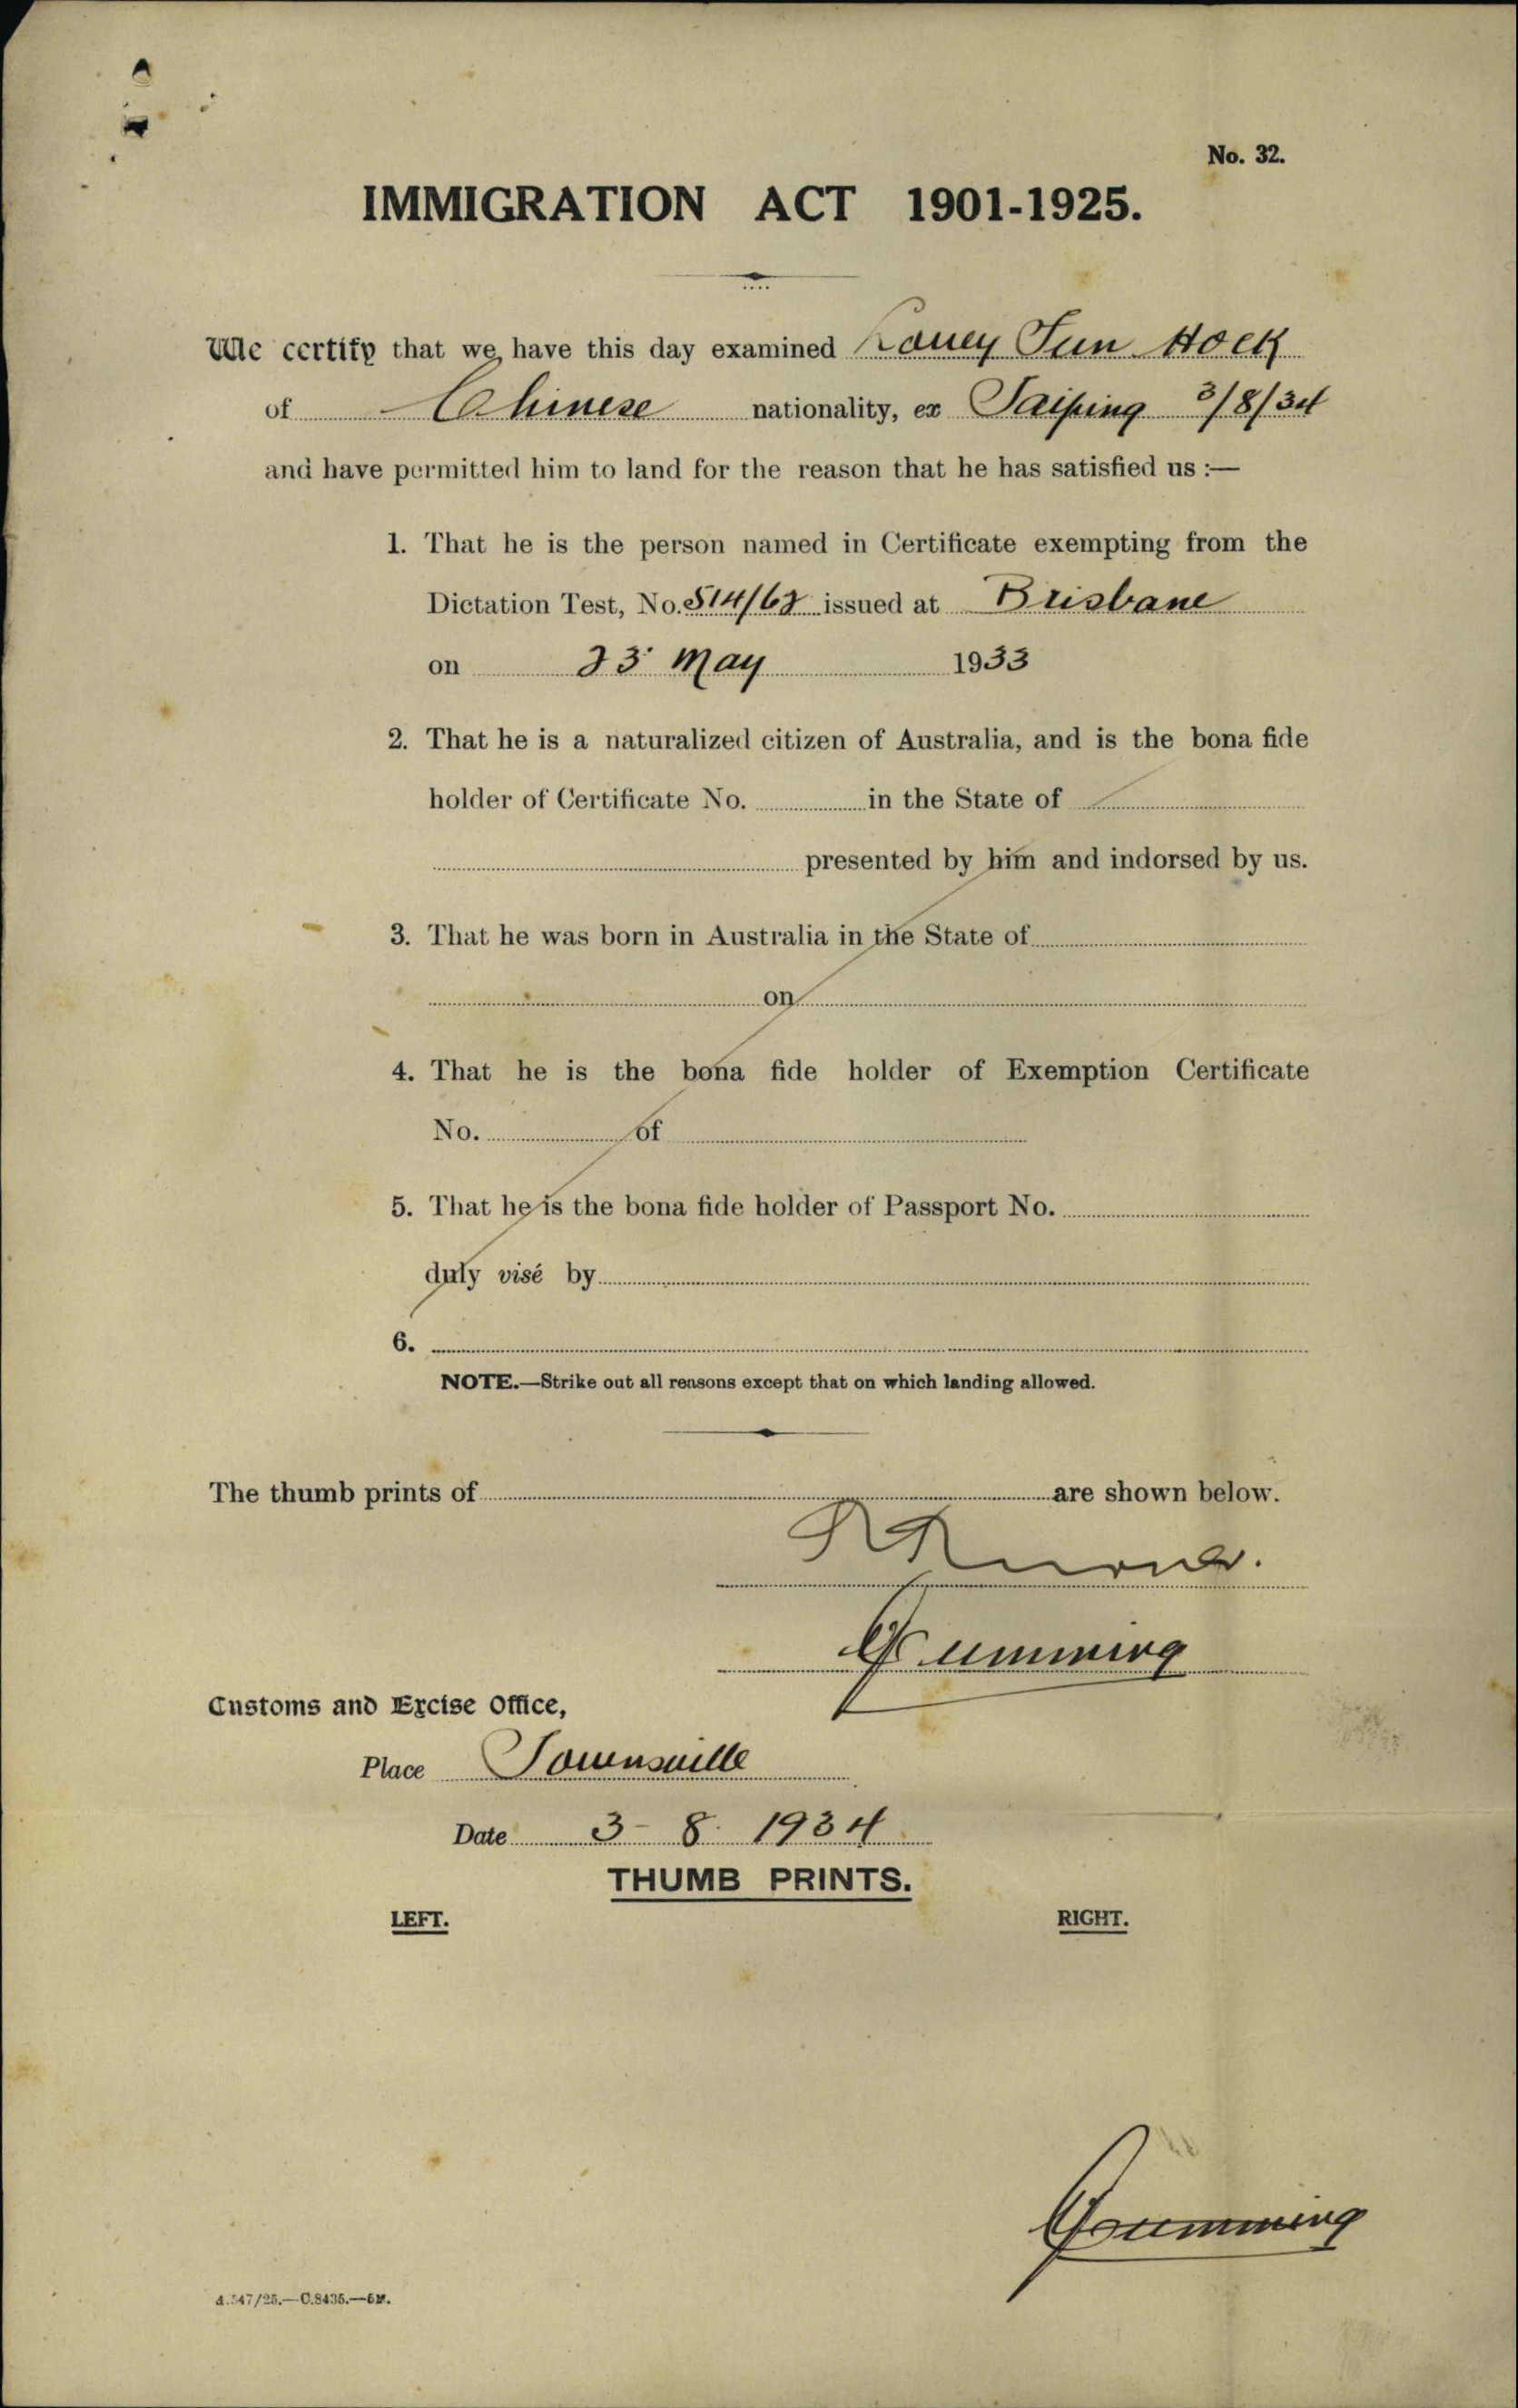 No. 32.
IMMIGRATION ACT 1901-1925.
We certify that we have this day examined Sun Hock
of Chinese nationality, ex Taiping 3/8/34
and have permitted him to land for the reason that he has satisfied us :—
1. That he is the person named in Certificate exempting from the
Dictation Test, No. 514/62 issued at Brisbane
on 23 May 1933
2. That he is a naturalized citizen of Australia, and is the bona fide
holder of Certificate No. in the State of
presented by him and indorsed by us.
3. That he was born in Australia in the State of
on
4. That he is the bona fide holder of Exemption Certificate
No. of
5. That he is the bona fide holder of Passport No.
duly visé by
6.
NOTE.—Strike out all reasons except that on which landing allowed.
The thumb prints of are shown below.
Cumming
Customs and Excise Office,
Place Townsville
Date 3-8. 1934
THUMB PRINTS.
LEFT. RIGHT.
Cumming
A.547/25.—C.8435.—5M.